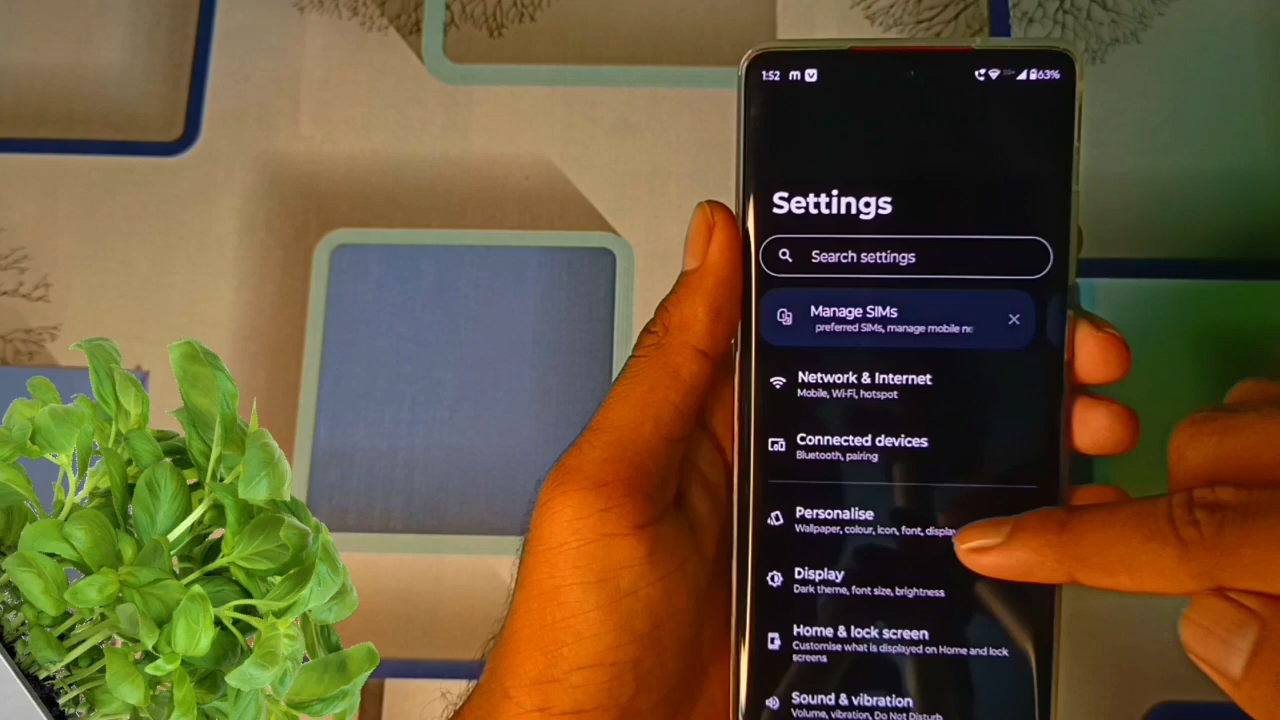 1:52 m 63%
Settings
Search settings
Manage SIMs
preferred SIMs, manage mobile ne
Network & Internet
Mobile, Wi-Fi, hotspot
Connected devices
Bluetooth, pairing
Personalise
Wallpaper, colour, icon, font, display
Display
Dark theme, font size, brightness
Home & lock screen
Customise what is displayed on Home and lock
screens
Sound & vibration
Volume, vibration, Do Not Disturb